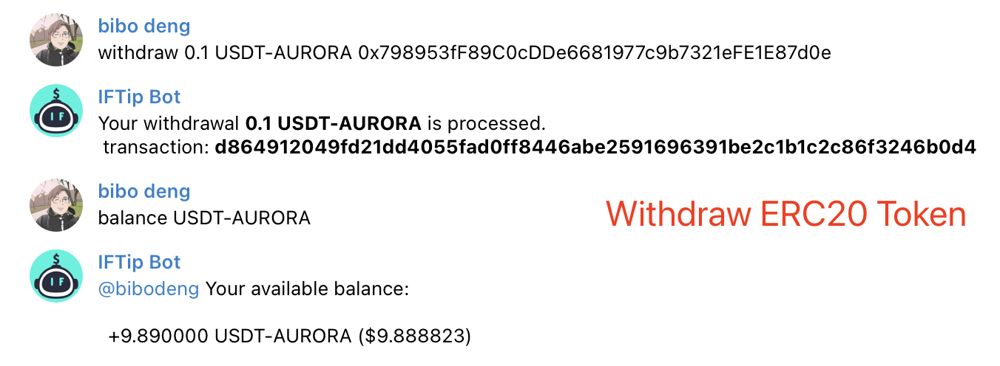 bibo deng
withdraw 0.1 USDT-AURORA 0x798953fF89C0cDDe6681977c9b7321eFE1E87d0e
$
IF
IFTip Bot
Your withdrawal 0.1 USDT-AURORA is processed.
transaction: d864912049fd21dd4055fad0ff8446abe2591696391be2c1b1c2c86f3246b0d4
bibo deng
balance USDT-AURORA
Withdraw ERC20 Token
$
IF
IFTip Bot
@bibodeng Your available balance:
+9.890000 USDT-AURORA ($9.888823)